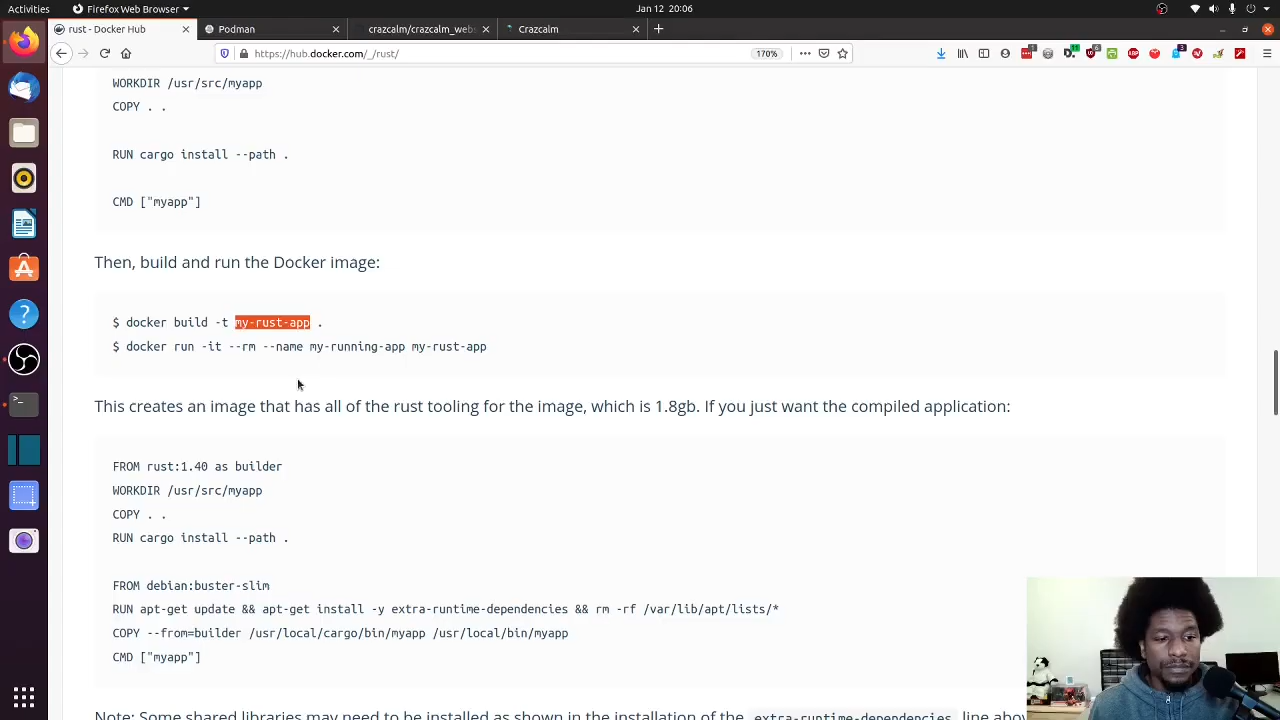 Activities
Firefox Web Browser
Jan 12 20:06
rust - Docker Hub
Podman
crazcalm/crazcalm_webs
Crazcalm
https://hub.docker.com/_/rust/
170%
WORKDIR /usr/src/myapp
COPY . .
RUN cargo install --path .
CMD ["myapp"]
Then, build and run the Docker image:
$ docker build -t my-rust-app .
$ docker run -it --rm --name my-running-app my-rust-app
This creates an image that has all of the rust tooling for the image, which is 1.8gb. If you just want the compiled application:
FROM rust:1.40 as builder
WORKDIR /usr/src/myapp
COPY . .
RUN cargo install --path .
FROM debian:buster-slim
RUN apt-get update && apt-get install -y extra-runtime-dependencies && rm -rf /var/lib/apt/lists/*
COPY --from=builder /usr/local/cargo/bin/myapp /usr/local/bin/myapp
CMD ["myapp"]
Note: Some shared libraries may need to be installed as shown in the installation of the extra-runtime-dependencies line abov